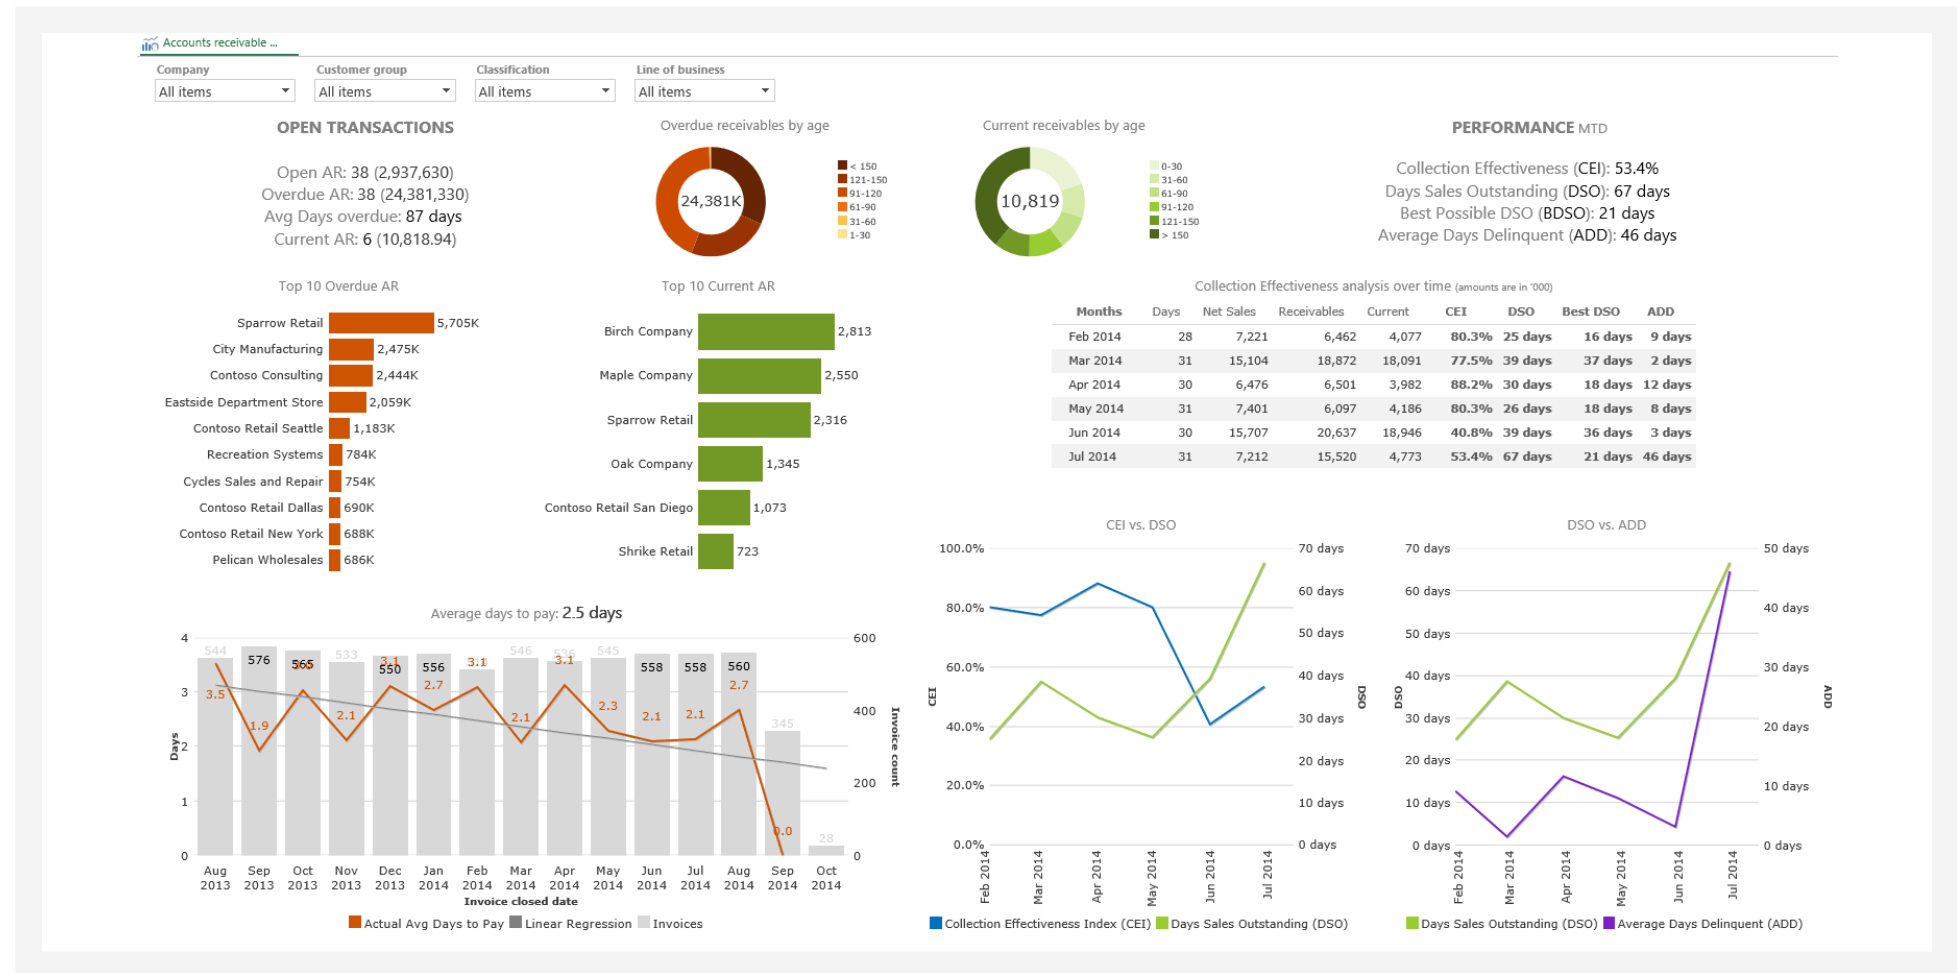 Accounts receivable ...
Company
Customer group
Classification
Line of business
All items
All items
All items
All items
OPEN TRANSACTIONS
Open AR: 38 (2,937,630)
Overdue AR: 38 (24,381,330)
Avg Days overdue: 87 days
Current AR: 6 (10,818.94)
Overdue receivables by age
24,381K
< 150
121-150
91-120
61-90
31-60
1-30
Current receivables by age
10,819
0-30
31-60
61-90
91-120
121-150
> 150
PERFORMANCE MTD
Collection Effectiveness (CEI): 53.4%
Days Sales Outstanding (DSO): 67 days
Best Possible DSO (BDSO): 21 days
Average Days Delinquent (ADD): 46 days
Top 10 Overdue AR
Sparrow Retail 5,705K
City Manufacturing 2,475K
Contoso Consulting 2,444K
Eastside Department Store 2,059K
Contoso Retail Seattle 1,183K
Recreation Systems 784K
Cycles Sales and Repair 754K
Contoso Retail Dallas 690K
Contoso Retail New York 688K
Pelican Wholesales 686K
Top 10 Current AR
Birch Company 2,813
Maple Company 2,550
Sparrow Retail 2,316
Oak Company 1,345
Contoso Retail San Diego 1,073
Shrike Retail 723
Collection Effectiveness analysis over time (amounts are in '000)
Months Days Net Sales Receivables Current CEI DSO Best DSO ADD
Feb 2014 28 7,221 6,462 4,077 80.3% 25 days 16 days 9 days
Mar 2014 31 15,104 18,872 18,091 77.5% 39 days 37 days 2 days
Apr 2014 30 6,476 6,501 3,982 88.2% 30 days 18 days 12 days
May 2014 31 7,401 6,097 4,186 80.3% 26 days 18 days 8 days
Jun 2014 30 15,707 20,637 18,946 40.8% 39 days 36 days 3 days
Jul 2014 31 7,212 15,520 4,773 53.4% 67 days 21 days 46 days
Average days to pay: 2.5 days
4
3
2
1
0
Days
544 576 565 533 550 556 546 536 545 558 558 560 345 28
3.5 1.9 2.1 3.1 2.7 3.1 2.1 3.1 2.3 2.1 2.1 2.7 0.0
600
400
200
0
Invoice count
Aug 2013
Sep 2013
Oct 2013
Nov 2013
Dec 2013
Jan 2014
Feb 2014
Mar 2014
Apr 2014
May 2014
Jun 2014
Jul 2014
Aug 2014
Sep 2014
Oct 2014
Invoice closed date
Actual Avg Days to Pay Linear Regression Invoices
CEI vs. DSO
100.0%
80.0%
60.0%
40.0%
20.0%
0.0%
CEI
70 days
60 days
50 days
40 days
30 days
20 days
10 days
0 days
DSO
Feb 2014
Mar 2014
Apr 2014
May 2014
Jun 2014
Jul 2014
Collection Effectiveness Index (CEI) Days Sales Outstanding (DSO)
DSO vs. ADD
70 days
60 days
50 days
40 days
30 days
20 days
10 days
0 days
DSO
50 days
40 days
30 days
20 days
10 days
0 days
ADD
Feb 2014
Mar 2014
Apr 2014
May 2014
Jun 2014
Jul 2014
Days Sales Outstanding (DSO) Average Days Delinquent (ADD)